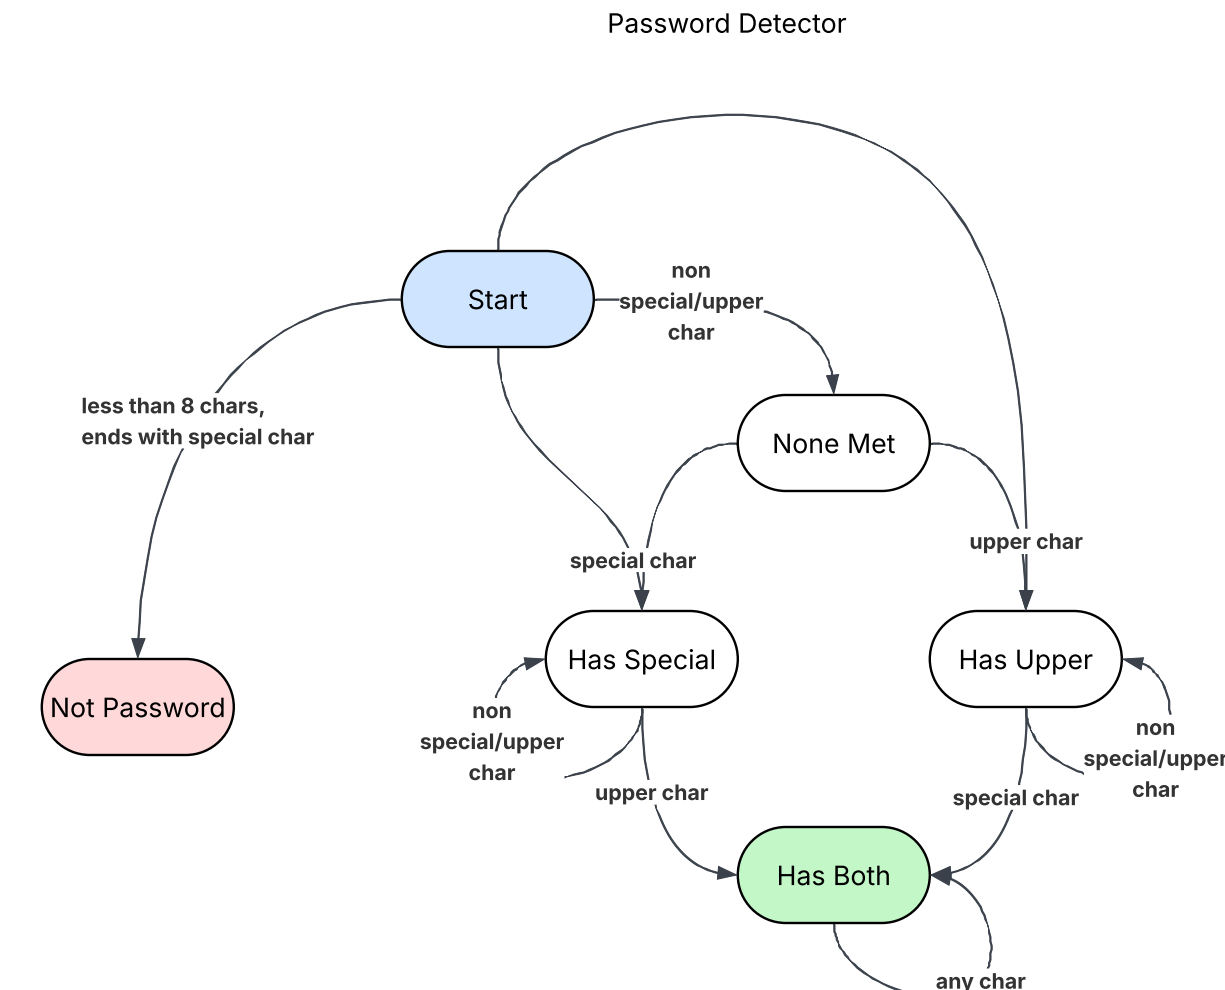 Password Detector
Start
non
special/upper
char
less than 8 chars,
ends with special char
None Met
upper char
special char
Has Special
Has Upper
Not Password
non
special/upper
char
non
special/upper
char
upper char
special char
Has Both
any char